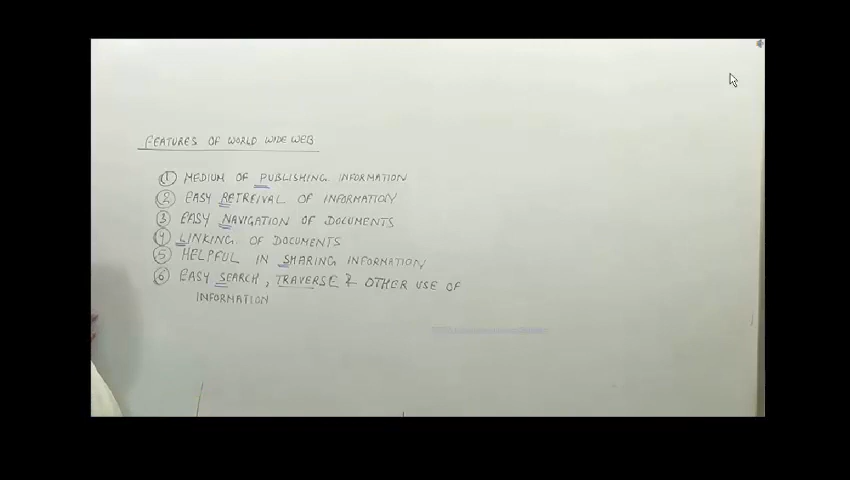 FEATURES OF WORLD WIDE WEB
1 MEDIUM OF PUBLISHING INFORMATION
2 EASY RETREIVAL OF INFORMATION
3 EASY NAVIGATION OF DOCUMENTS
4 LINKING OF DOCUMENTS
5 HELPFUL IN SHARING INFORMATION
6 EASY SEARCH, TRAVERSE & OTHER USE OF
INFORMATION